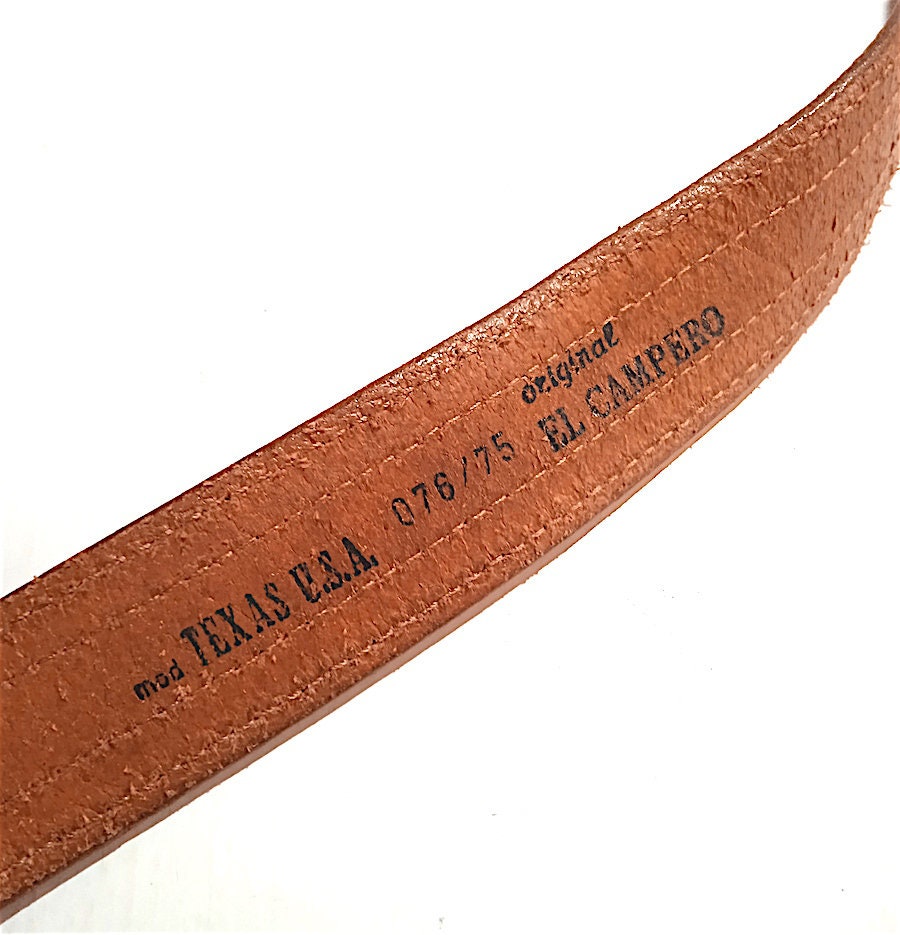 mod TEXAS U.S.A. 076/75 original
EL CAMPERO